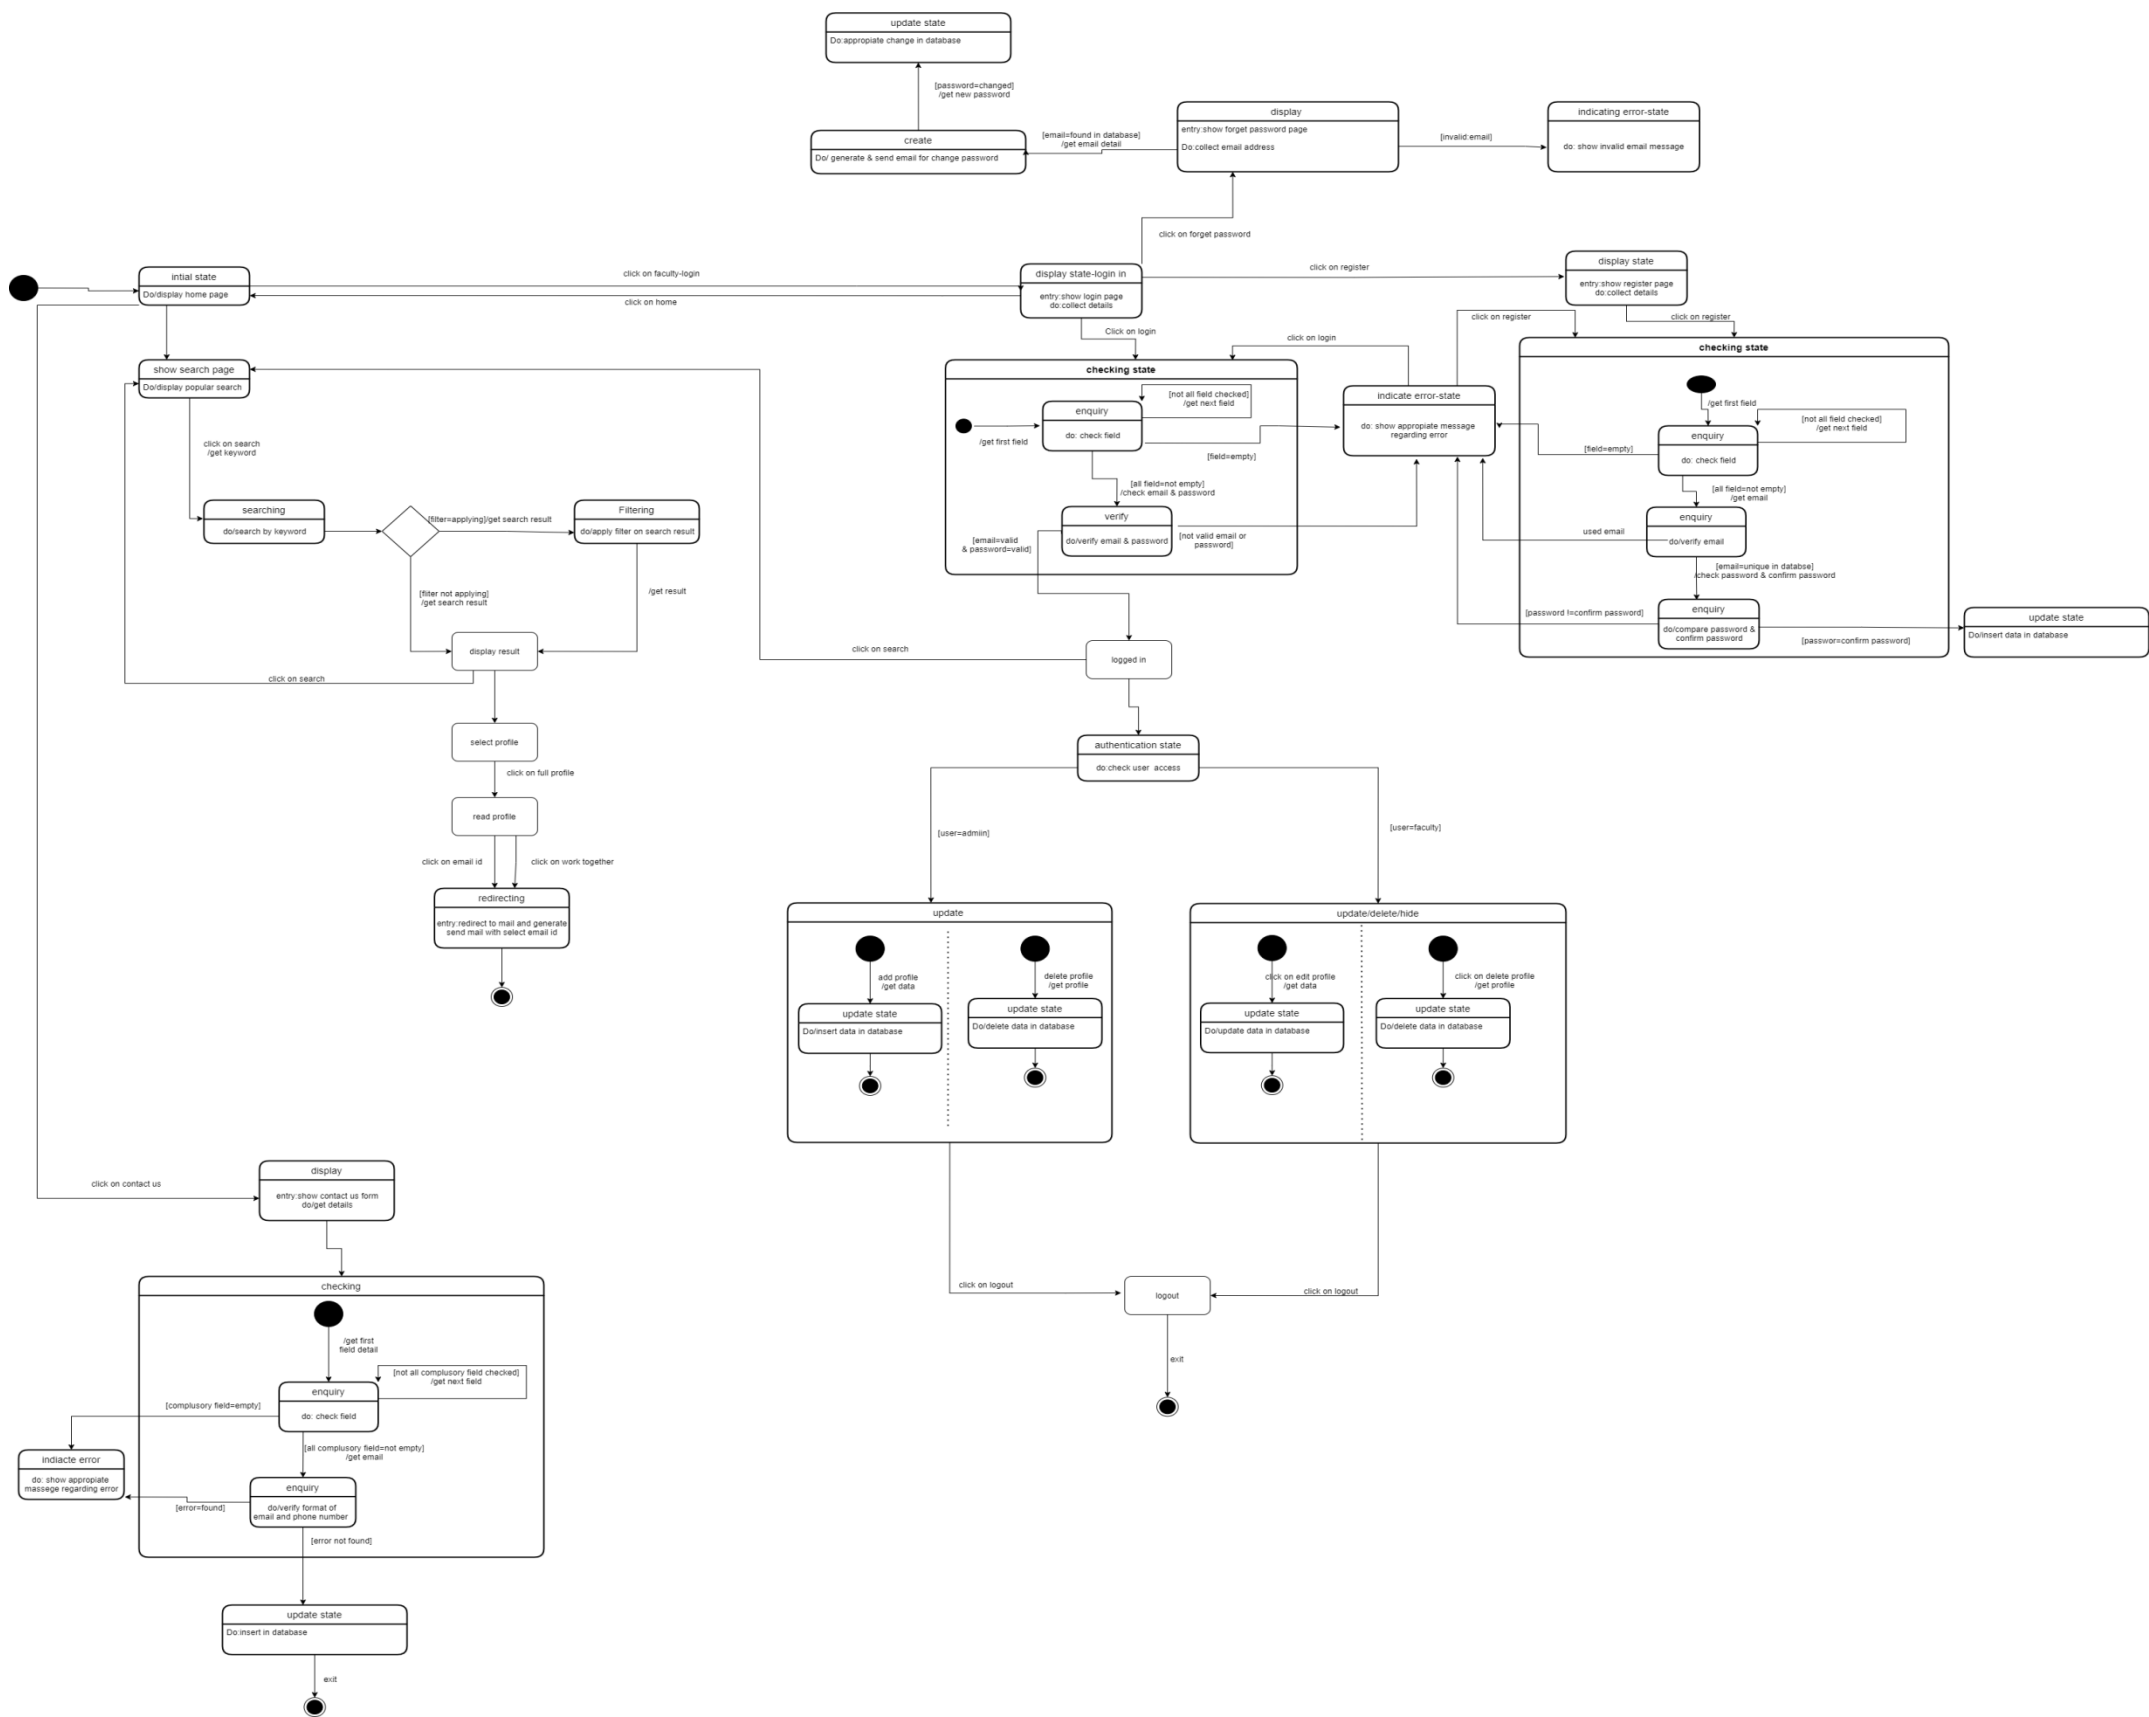 update state
Do:appropiate change in database
[password=changed]
/get new password
create
Do/ generate & send email for change password
[email=found in database]
/get email detail
display
entry:show forget password page
Do:collect email address
[invalid:email]
indicating error-state
do: show invalid email message
click on forget password
intial state
Do/display home page
click on faculty-login
click on home
display state-login in
entry:show login page
do:collect details
click on register
display state
entry:show register page
do:collect details
click on register
click on register
Click on login
click on login
show search page
Do/display popular search
click on search
/get keyword
searching
do/search by keyword
[filter=applying]/get search result
Filtering
do/apply filter on search result
[fliter not applying]
/get search result
/get result
display result
click on search
select profile
click on full profile
read profile
click on email id
click on work together
redirecting
entry:redirect to mail and generate
send mail with select email id
checking state
/get first field
enquiry
do: check field
[not all field checked]
/get next field
[field=empty]
[all field=not empty]
/check email & password
verify
do/verify email & password
[email=valid
& password=valid]
[not valid email or
password]
indicate error-state
do: show appropiate message
regarding error
checking state
/get first field
enquiry
do: check field
[not all field checked]
/get next field
[field=empty]
[all field=not empty]
/get email
enquiry
do/verify email
used email
[email=unique in databse]
/check password & confirm password
enquiry
do/compare password &
confirm password
[password !=confirm password]
[passwor=confirm password]
update state
Do/insert data in database
logged in
click on search
authentication state
do:check user  access
[user=admiin]
[user=faculty]
update
add profile
/get data
update state
Do/insert data in database
delete profile
/get profile
update state
Do/delete data in database
update/delete/hide
click on edit profile
/get data
update state
Do/update data in database
click on delete profile
/get profile
update state
Do/delete data in database
click on logout
click on logout
logout
exit
click on contact us
display
entry:show contact us form
do/get details
checking
/get first
field detail
enquiry
do: check field
[not all complusory field checked]
/get next field
[complusory field=empty]
[all complusory field=not empty]
/get email
indiacte error
do: show appropiate
massege regarding error
enquiry
do/verify format of
email and phone number
[error=found]
[error not found]
update state
Do:insert in database
exit